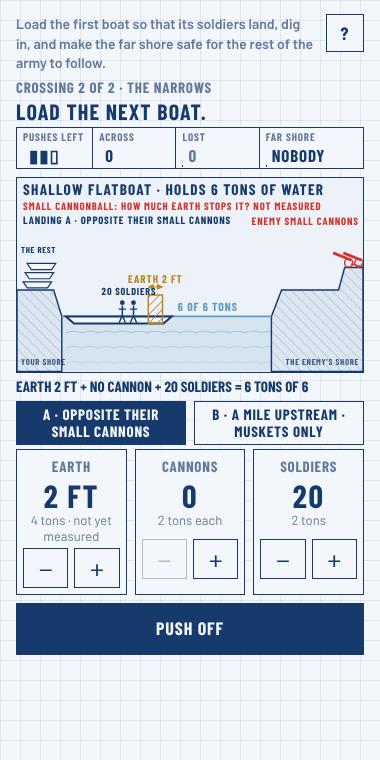 Load the first boat so that its soldiers land, dig
in, and make the far shore safe for the rest of the
army to follow.
?
CROSSING 2 OF 2 · THE NARROWS
LOAD THE NEXT BOAT.
PUSHES LEFT
ACROSS
0
LOST
0
FAR SHORE
NOBODY
SHALLOW FLATBOAT · HOLDS 6 TONS OF WATER
SMALL CANNONBALL: HOW MUCH EARTH STOPS IT? NOT MEASURED
LANDING A · OPPOSITE THEIR SMALL CANNONS
ENEMY SMALL CANNONS
THE REST
EARTH 2 FT
20 SOLDIERS
6 OF 6 TONS
YOUR SHORE
THE ENEMY'S SHORE
EARTH 2 FT + NO CANNON + 20 SOLDIERS = 6 TONS OF 6
A · OPPOSITE THEIR
SMALL CANNONS
B · A MILE UPSTREAM ·
MUSKETS ONLY
EARTH
2 FT
4 tons · not yet
measured
− +
CANNONS
0
2 tons each
− +
SOLDIERS
20
2 tons
− +
PUSH OFF